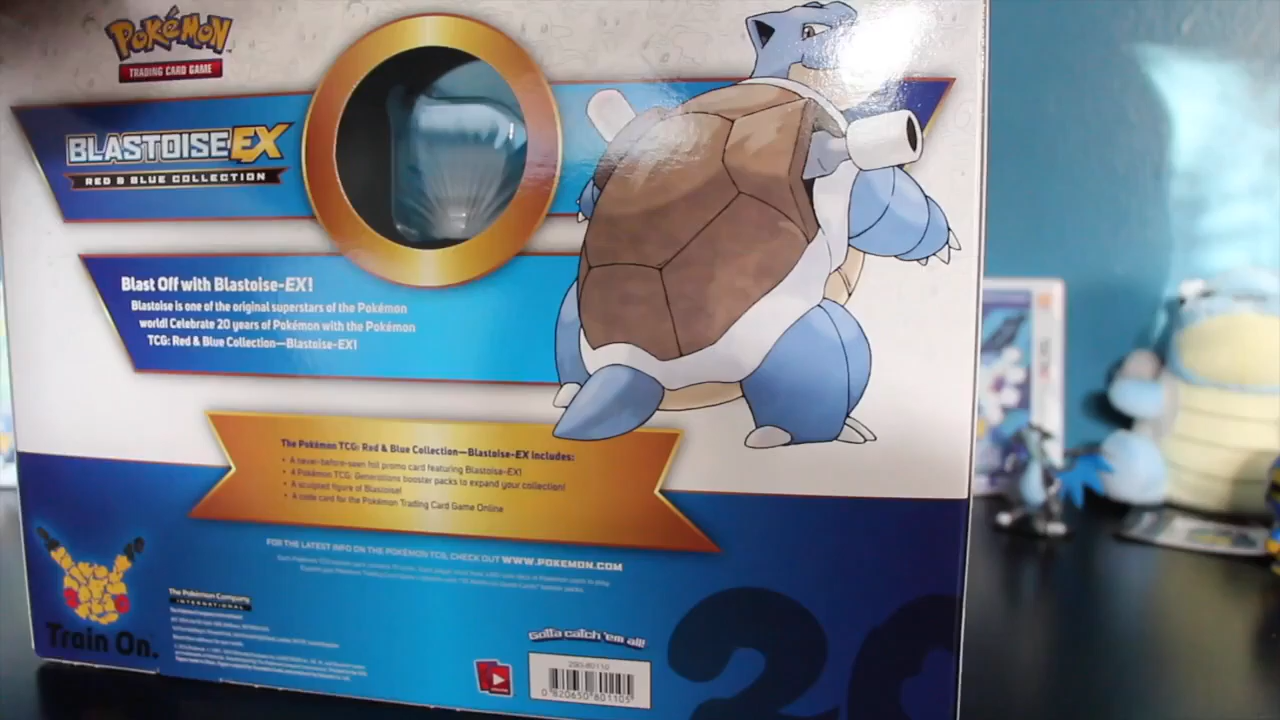 POKéMON
TRADING CARD GAME
BLASTOISE EX
RED & BLUE COLLECTION
Blast Off with Blastoise-EX!
Blastoise is one of the original superstars of the Pokémon
world! Celebrate 20 years of Pokémon with the Pokémon
TCG: Red & Blue Collection—Blastoise-EX!
The Pokémon TCG: Red & Blue Collection—Blastoise-EX includes:
• A never-before-seen foil promo card featuring Blastoise-EX!
• 4 Pokémon TCG: Generations booster packs to expand your collection!
• A sculpted figure of Blastoise!
• A code card for the Pokémon Trading Card Game Online
FOR THE LATEST INFO ON THE POKÉMON TCG, CHECK OUT WWW.POKEMON.COM
The Pokémon Company
INTERNATIONAL
Train On.
Gotta catch 'em all!
290-80110
0 820650 801105
20